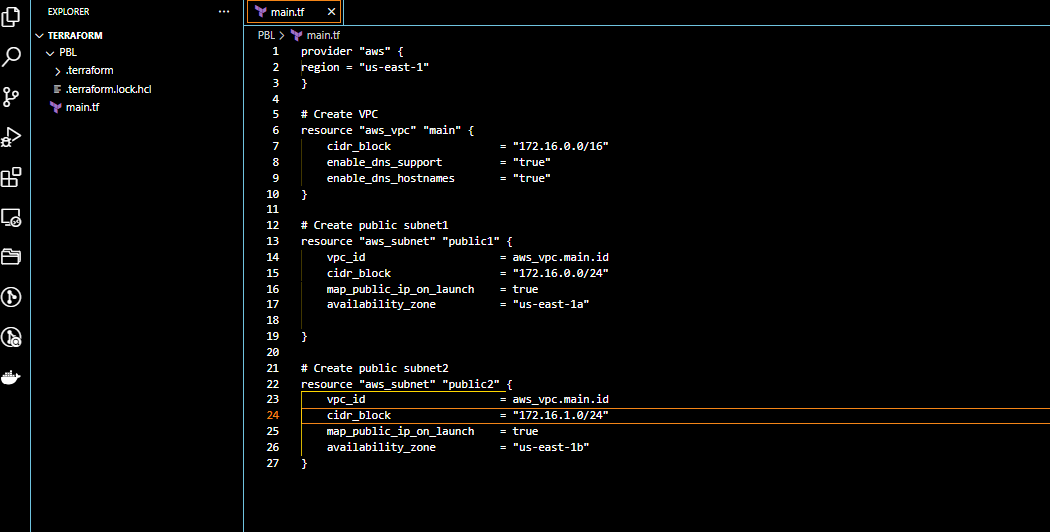 EXPLORER ···
TERRAFORM
PBL
.terraform
.terraform.lock.hcl
main.tf
main.tf ×
PBL > main.tf
1 provider "aws" {
2 region = "us-east-1"
3 }
4
5 # Create VPC
6 resource "aws_vpc" "main" {
7 cidr_block = "172.16.0.0/16"
8 enable_dns_support = "true"
9 enable_dns_hostnames = "true"
10 }
11
12 # Create public subnet1
13 resource "aws_subnet" "public1" {
14 vpc_id = aws_vpc.main.id
15 cidr_block = "172.16.0.0/24"
16 map_public_ip_on_launch = true
17 availability_zone = "us-east-1a"
18
19 }
20
21 # Create public subnet2
22 resource "aws_subnet" "public2" {
23 vpc_id = aws_vpc.main.id
24 cidr_block = "172.16.1.0/24"
25 map_public_ip_on_launch = true
26 availability_zone = "us-east-1b"
27 }